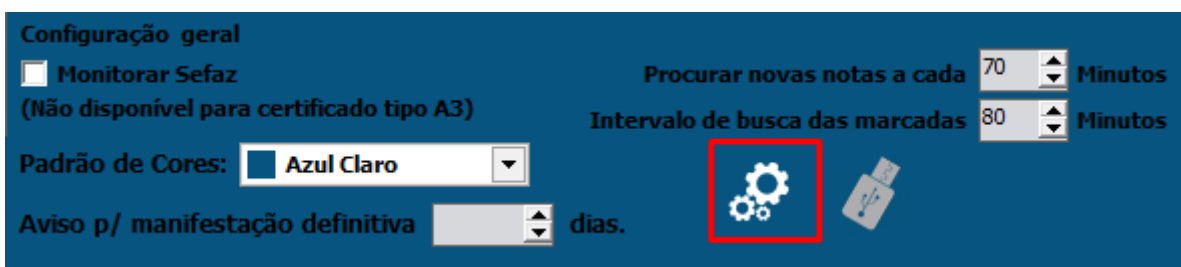 Configuração geral
Monitorar Sefaz
(Não disponível para certificado tipo A3)
Procurar novas notas a cada 70 Minutos
Intervalo de busca das marcadas 80 Minutos
Padrão de Cores: Azul Claro
Aviso p/ manifestação definitiva dias.